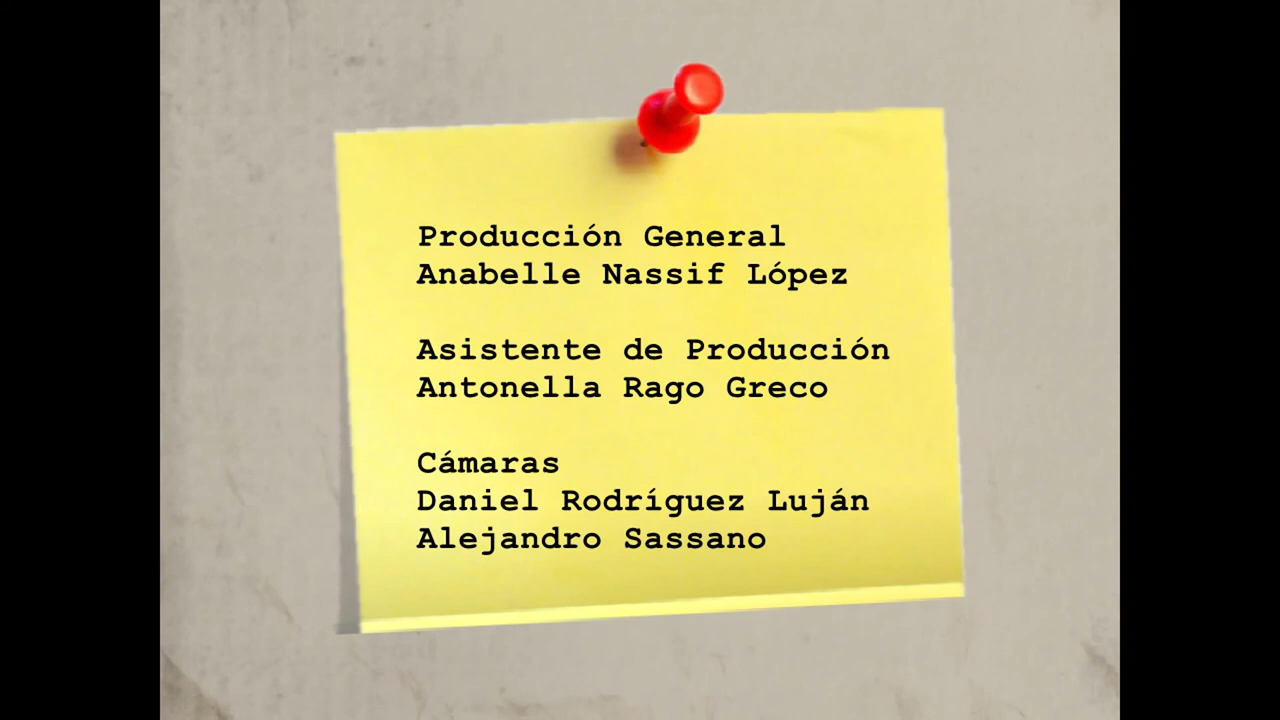 Producción General
Anabelle Nassif López
Asistente de Producción
Antonella Rago Greco
Cámaras
Daniel Rodríguez Luján
Alejandro Sassano